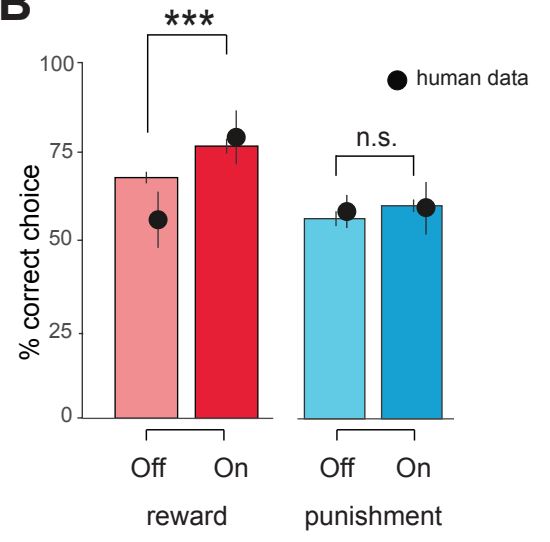 B
***
100
75
50
25
0
% correct choice
human data
n.s.
Off On Off On
reward punishment